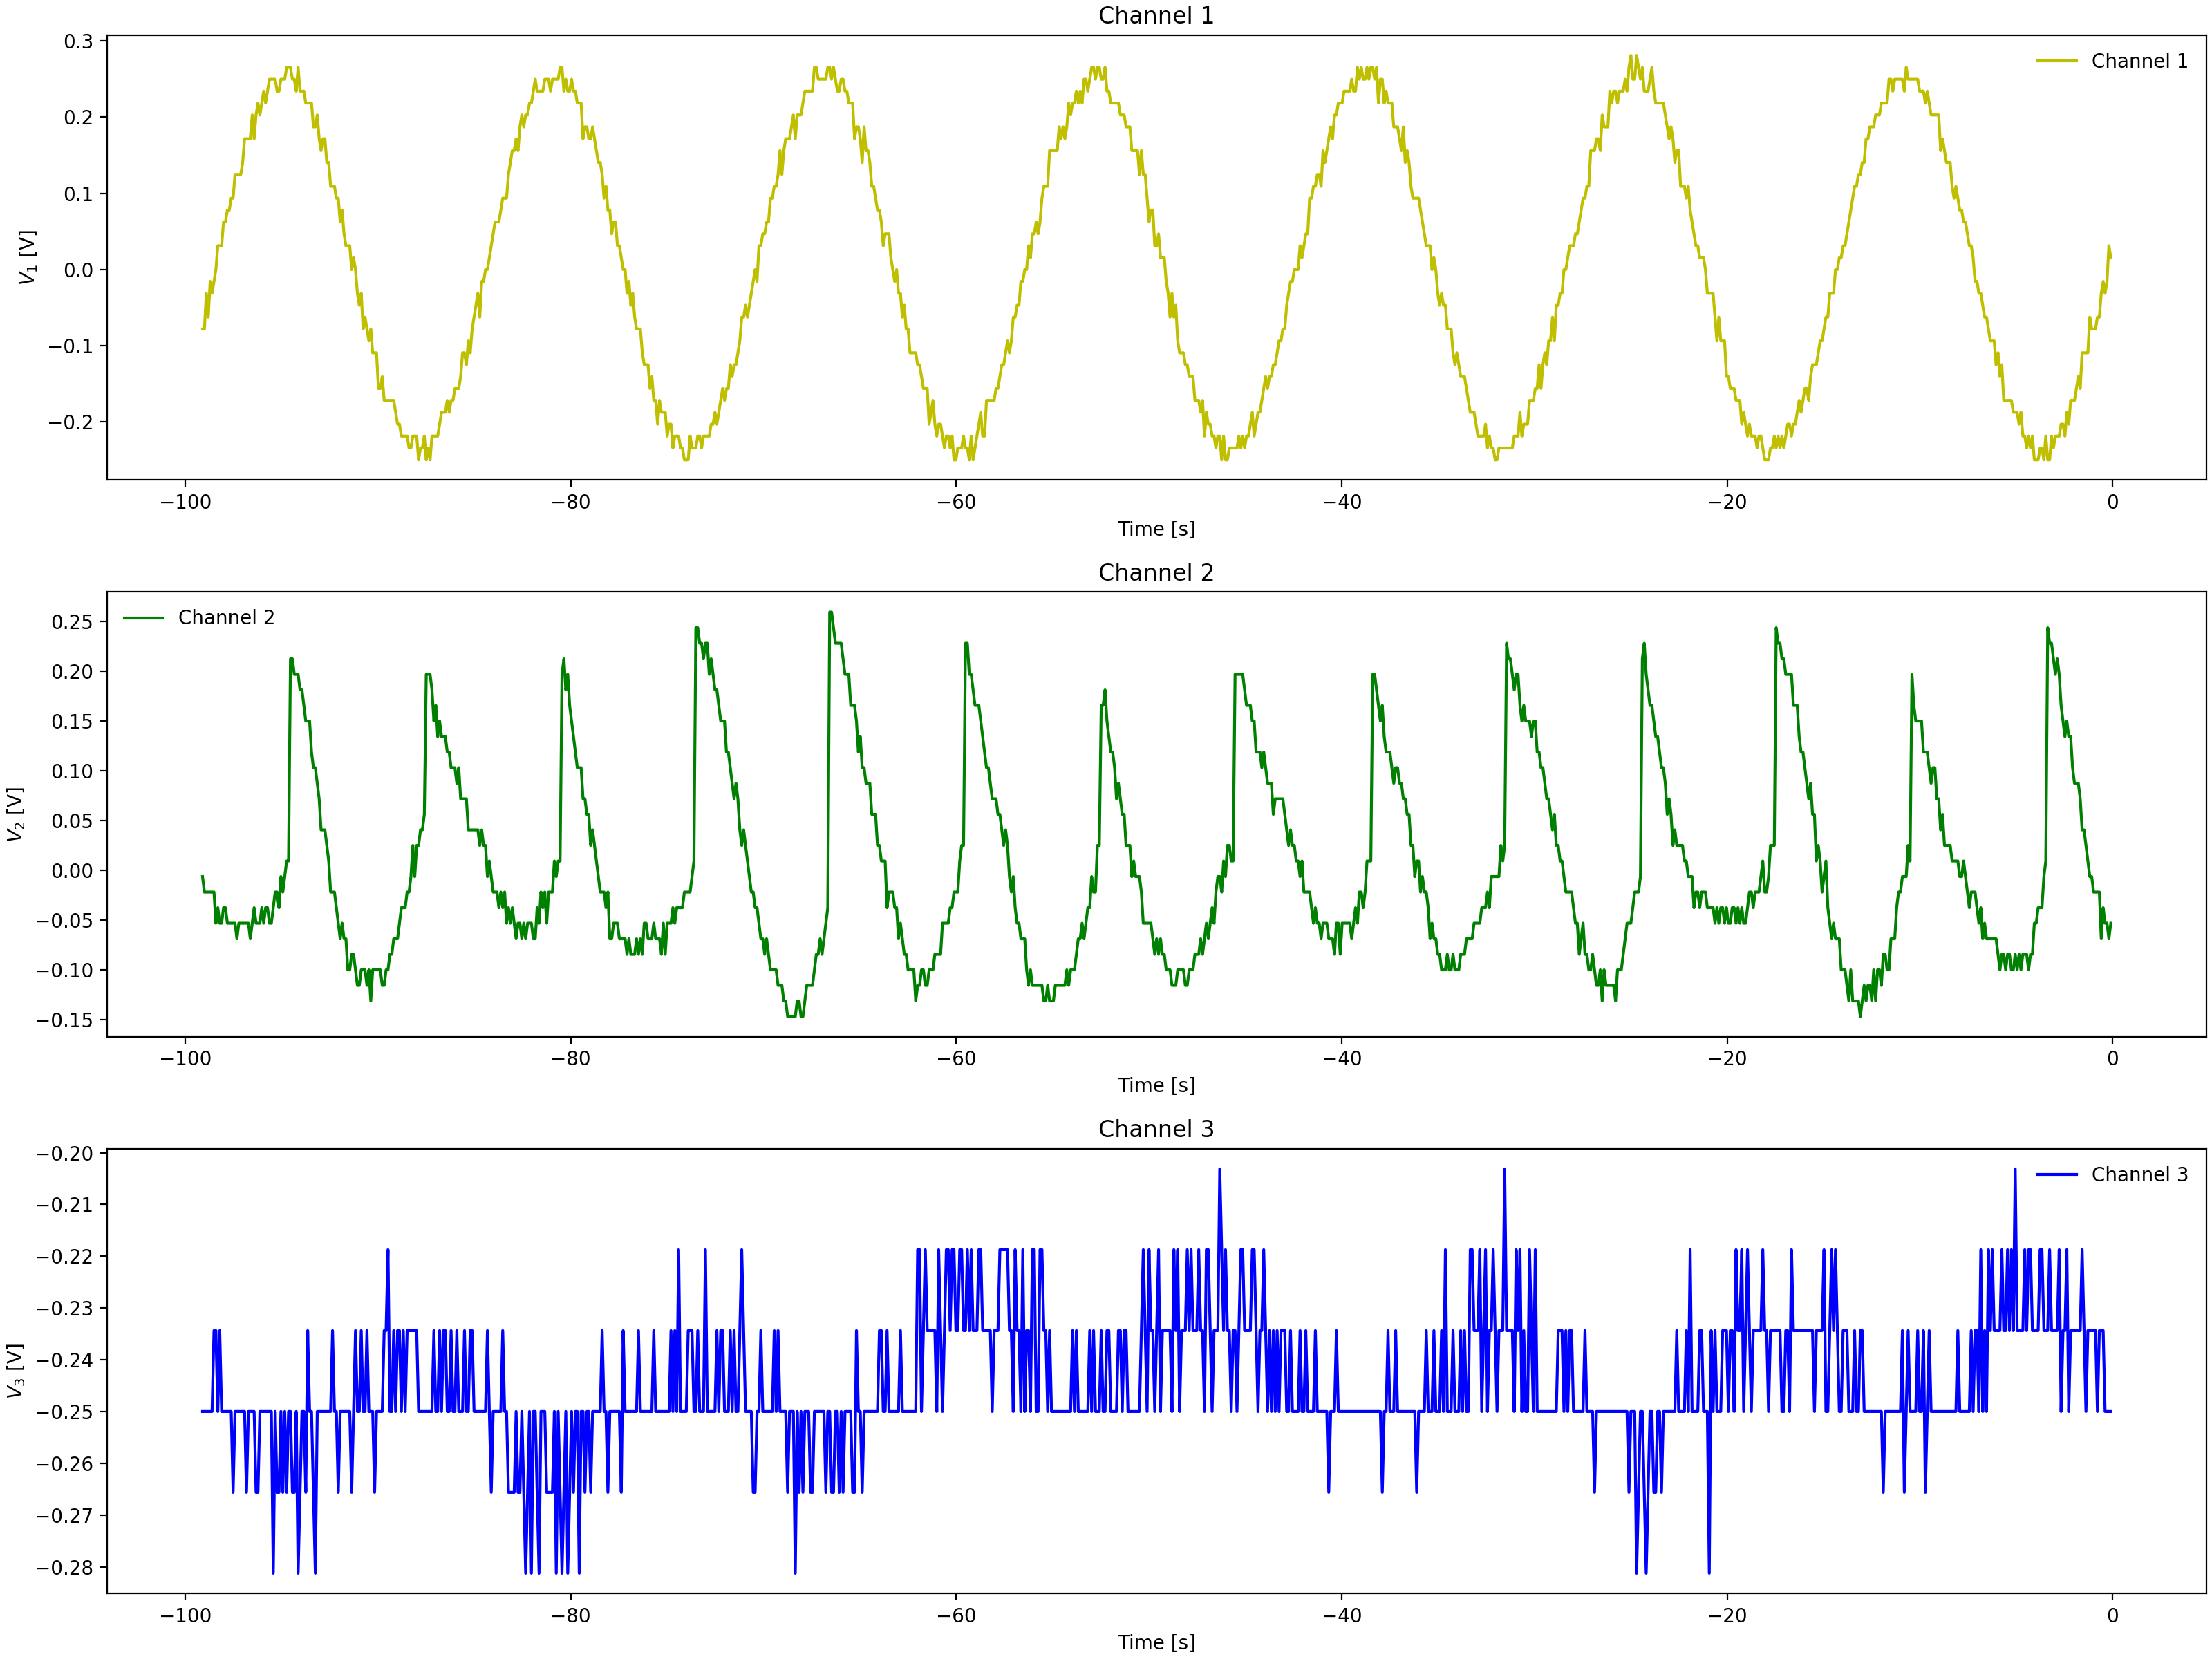 Channel 1
0.3
0.2
0.1
0.0
−0.1
−0.2
V1 [V]
Channel 1
−100 −80 −60 −40 −20 0
Time [s]
Channel 2
0.25
0.20
0.15
0.10
0.05
0.00
−0.05
−0.10
−0.15
V2 [V]
Channel 2
−100 −80 −60 −40 −20 0
Time [s]
Channel 3
−0.20
−0.21
−0.22
−0.23
−0.24
−0.25
−0.26
−0.27
−0.28
V3 [V]
Channel 3
−100 −80 −60 −40 −20 0
Time [s]